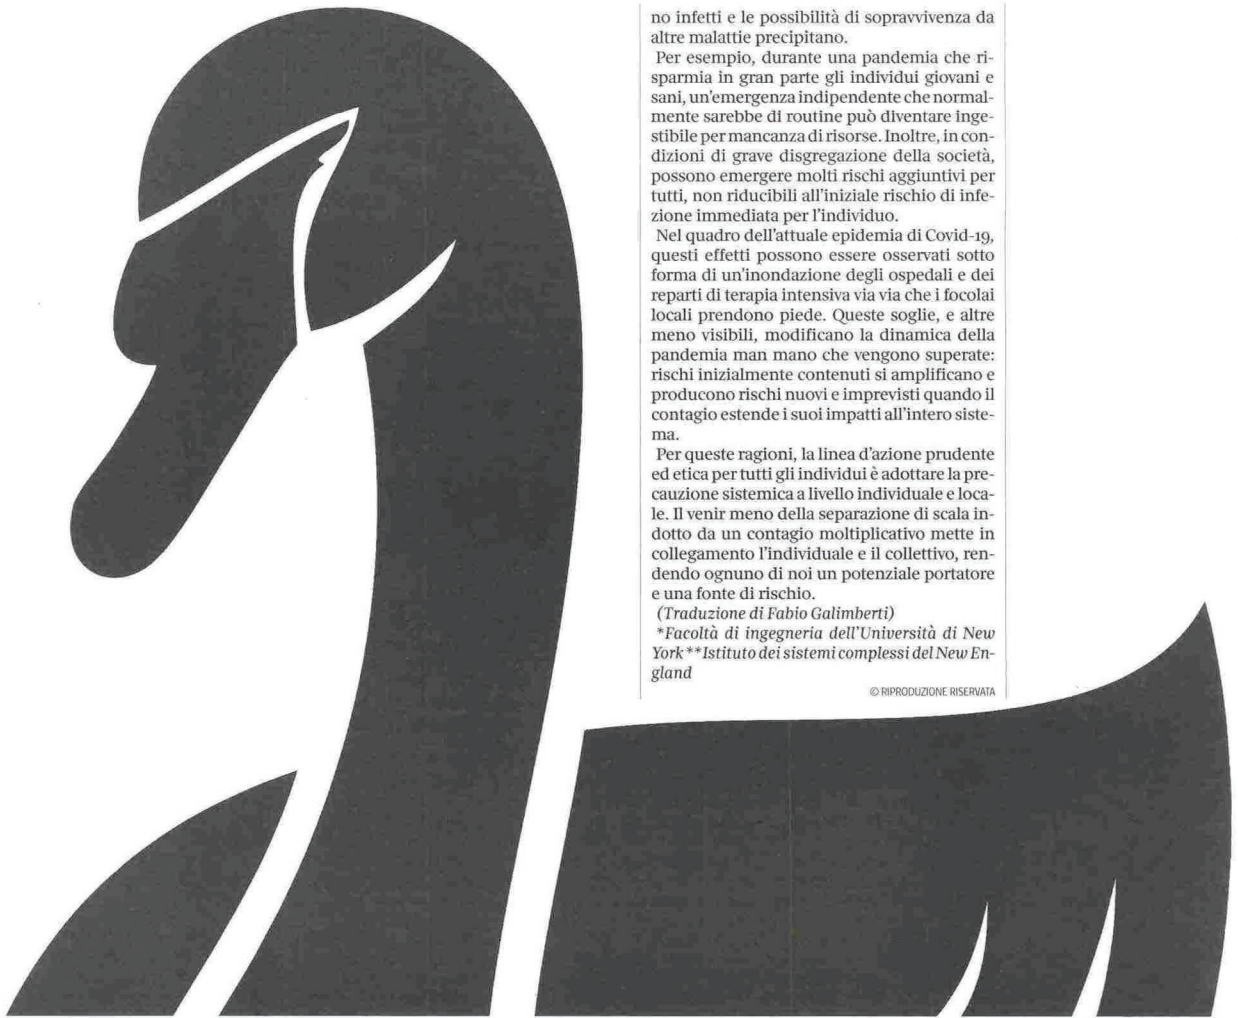 no infetti e le possibilità di sopravvivenza da
altre malattie precipitano.
Per esempio, durante una pandemia che ri-
sparmia in gran parte gli individui giovani e
sani, un'emergenza indipendente che normal-
mente sarebbe di routine può diventare inge-
stibile per mancanza di risorse. Inoltre, in con-
dizioni di grave disgregazione della società,
possono emergere molti rischi aggiuntivi per
tutti, non riducibili all'iniziale rischio di infe-
zione immediata per l'individuo.
Nel quadro dell'attuale epidemia di Covid-19,
questi effetti possono essere osservati sotto
forma di un'inondazione degli ospedali e dei
reparti di terapia intensiva via via che i focolai
locali prendono piede. Queste soglie, e altre
meno visibili, modificano la dinamica della
pandemia man mano che vengono superate:
rischi inizialmente contenuti si amplificano e
producono rischi nuovi e imprevisti quando il
contagio estende i suoi impatti all'intero siste-
ma.
Per queste ragioni, la linea d'azione prudente
ed etica per tutti gli individui è adottare la pre-
cauzione sistemica a livello individuale e loca-
le. Il venir meno della separazione di scala in-
dotto da un contagio moltiplicativo mette in
collegamento l'individuale e il collettivo, ren-
dendo ognuno di noi un potenziale portatore
e una fonte di rischio.
(Traduzione di Fabio Galimberti)
*Facoltà di ingegneria dell'Università di New
York **Istituto dei sistemi complessi del New En-
gland
© RIPRODUZIONE RISERVATA